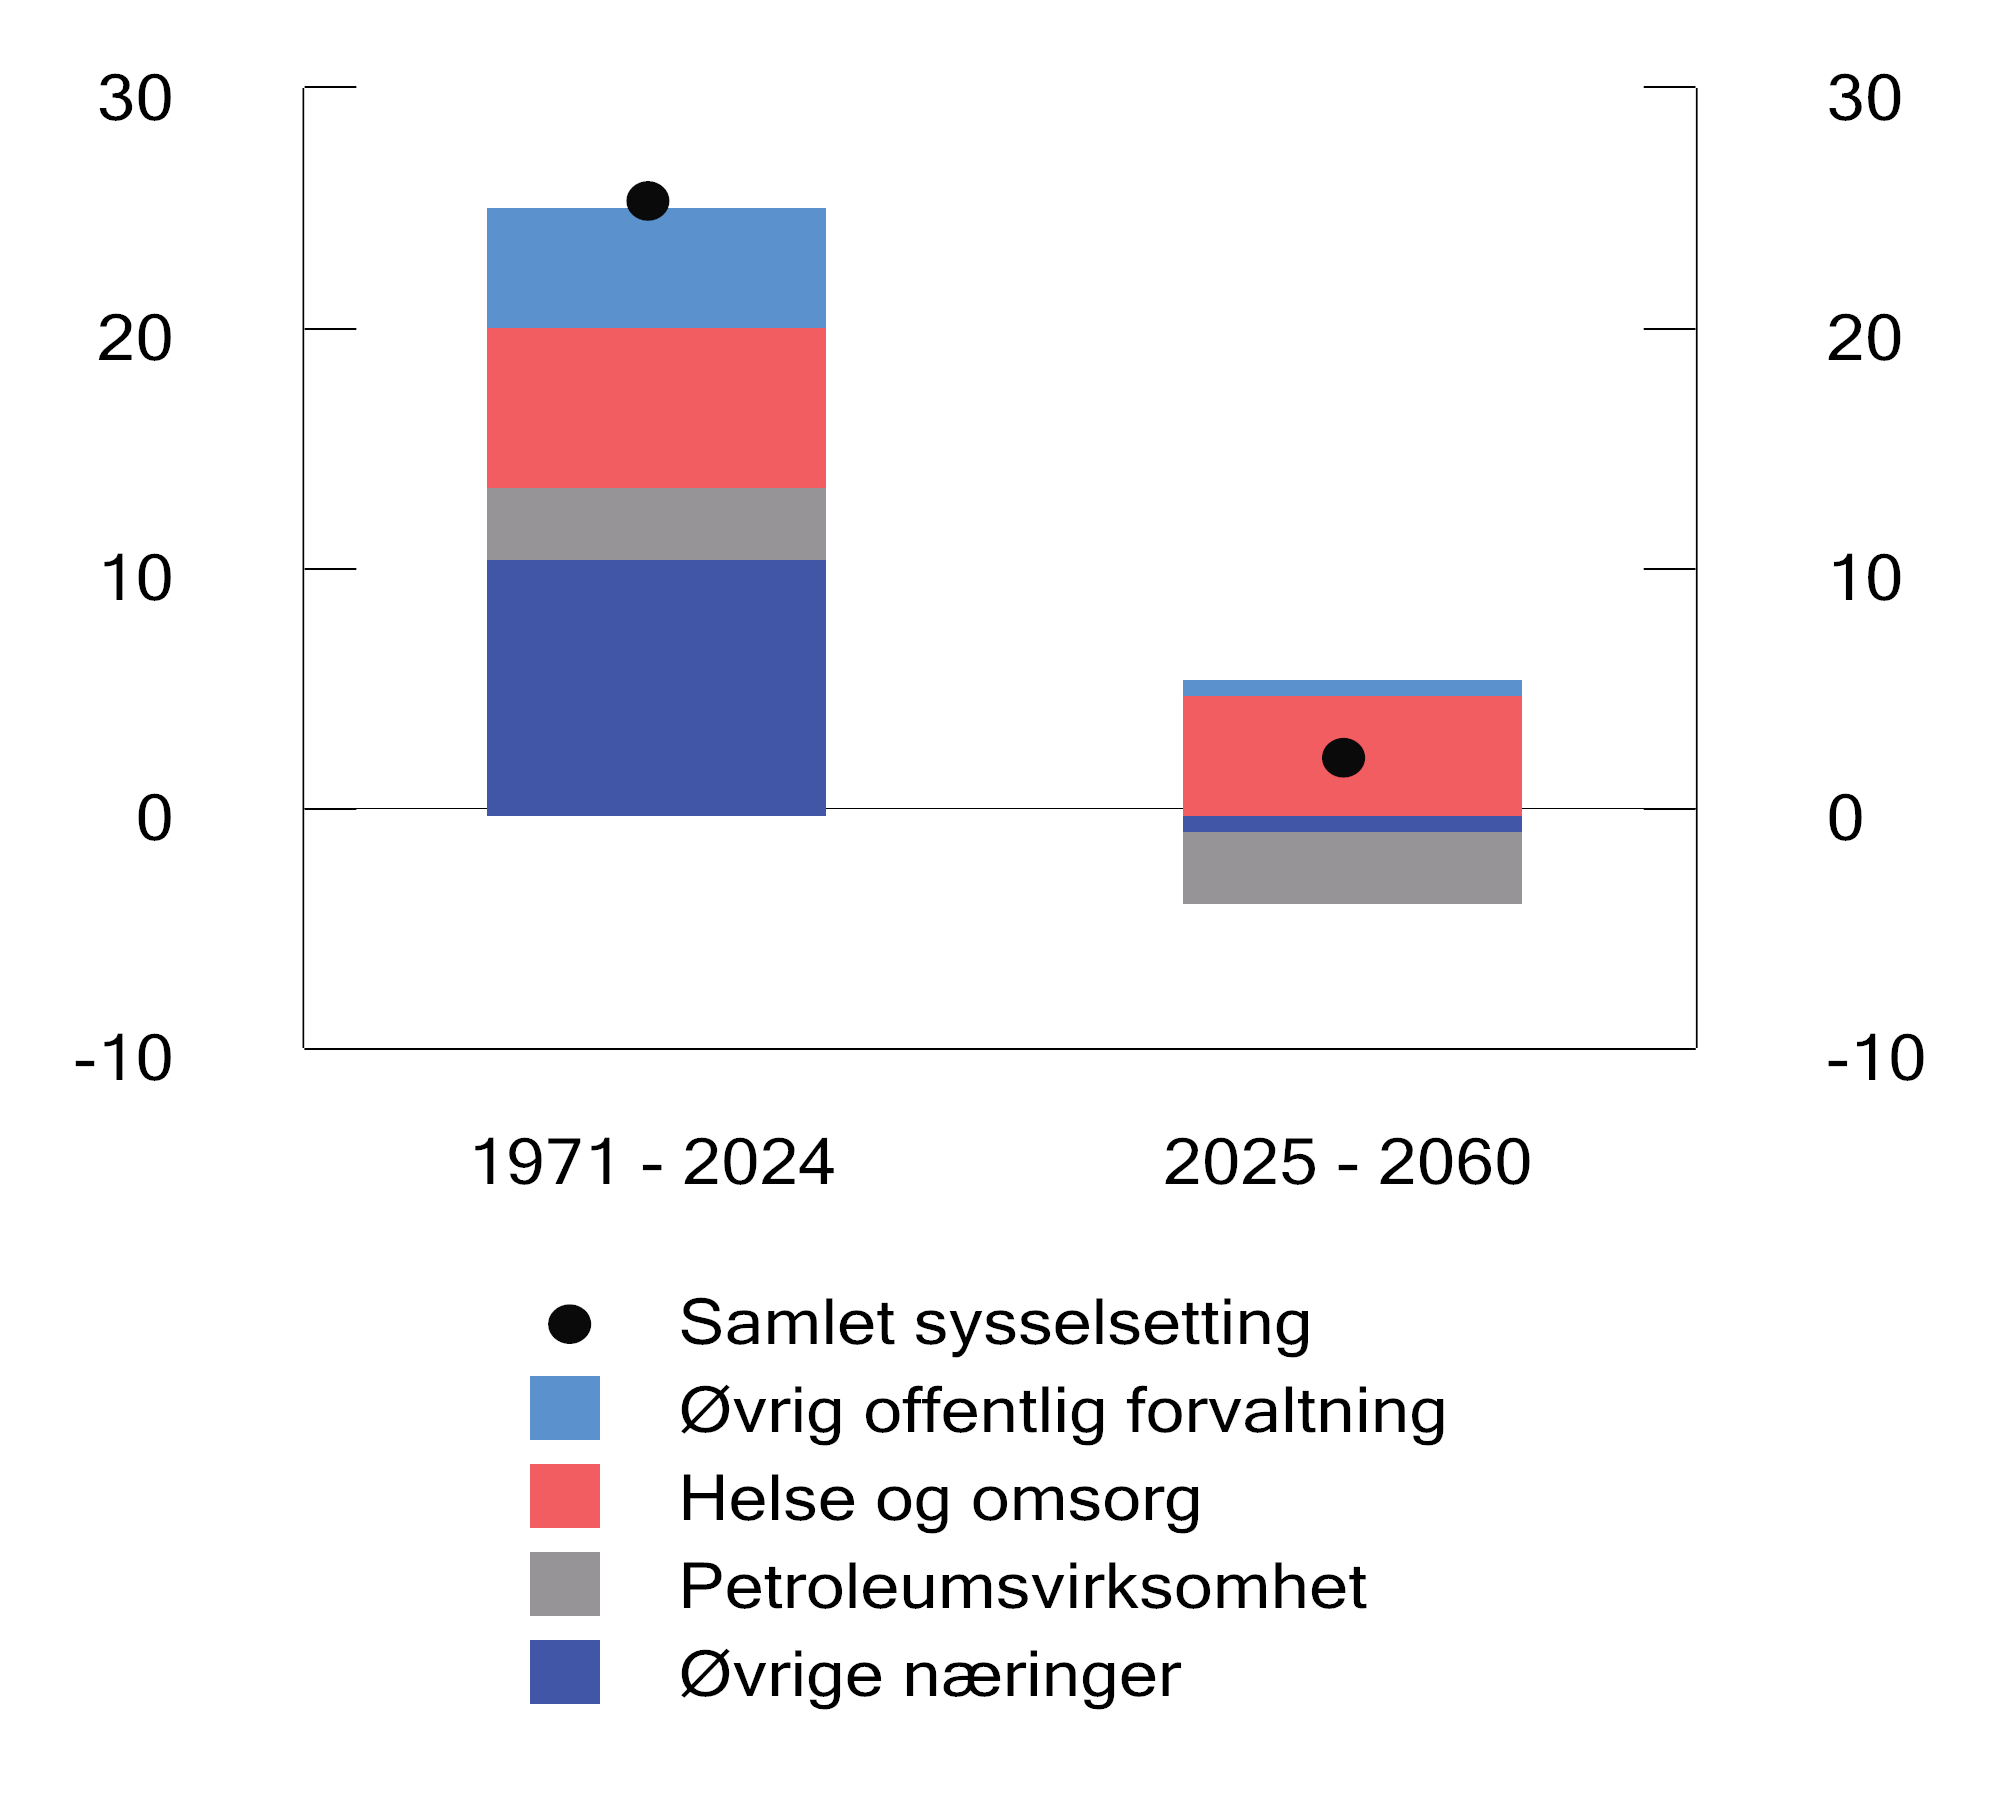 30 30
20 20
10 10
0 0
-10 -10
1971 - 2024 2025 - 2060
Samlet sysselsetting
Øvrig offentlig forvaltning
Helse og omsorg
Petroleumsvirksomhet
Øvrige næringer